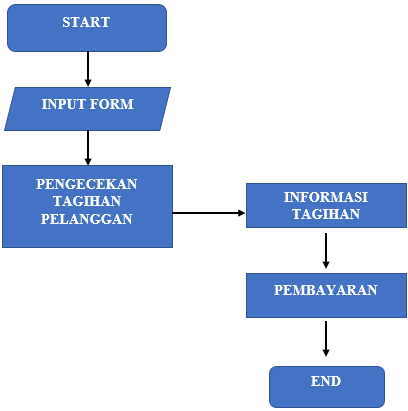 START
INPUT FORM
PENGECEKAN
TAGIHAN
PELANGGAN
INFORMASI
TAGIHAN
PEMBAYARAN
END